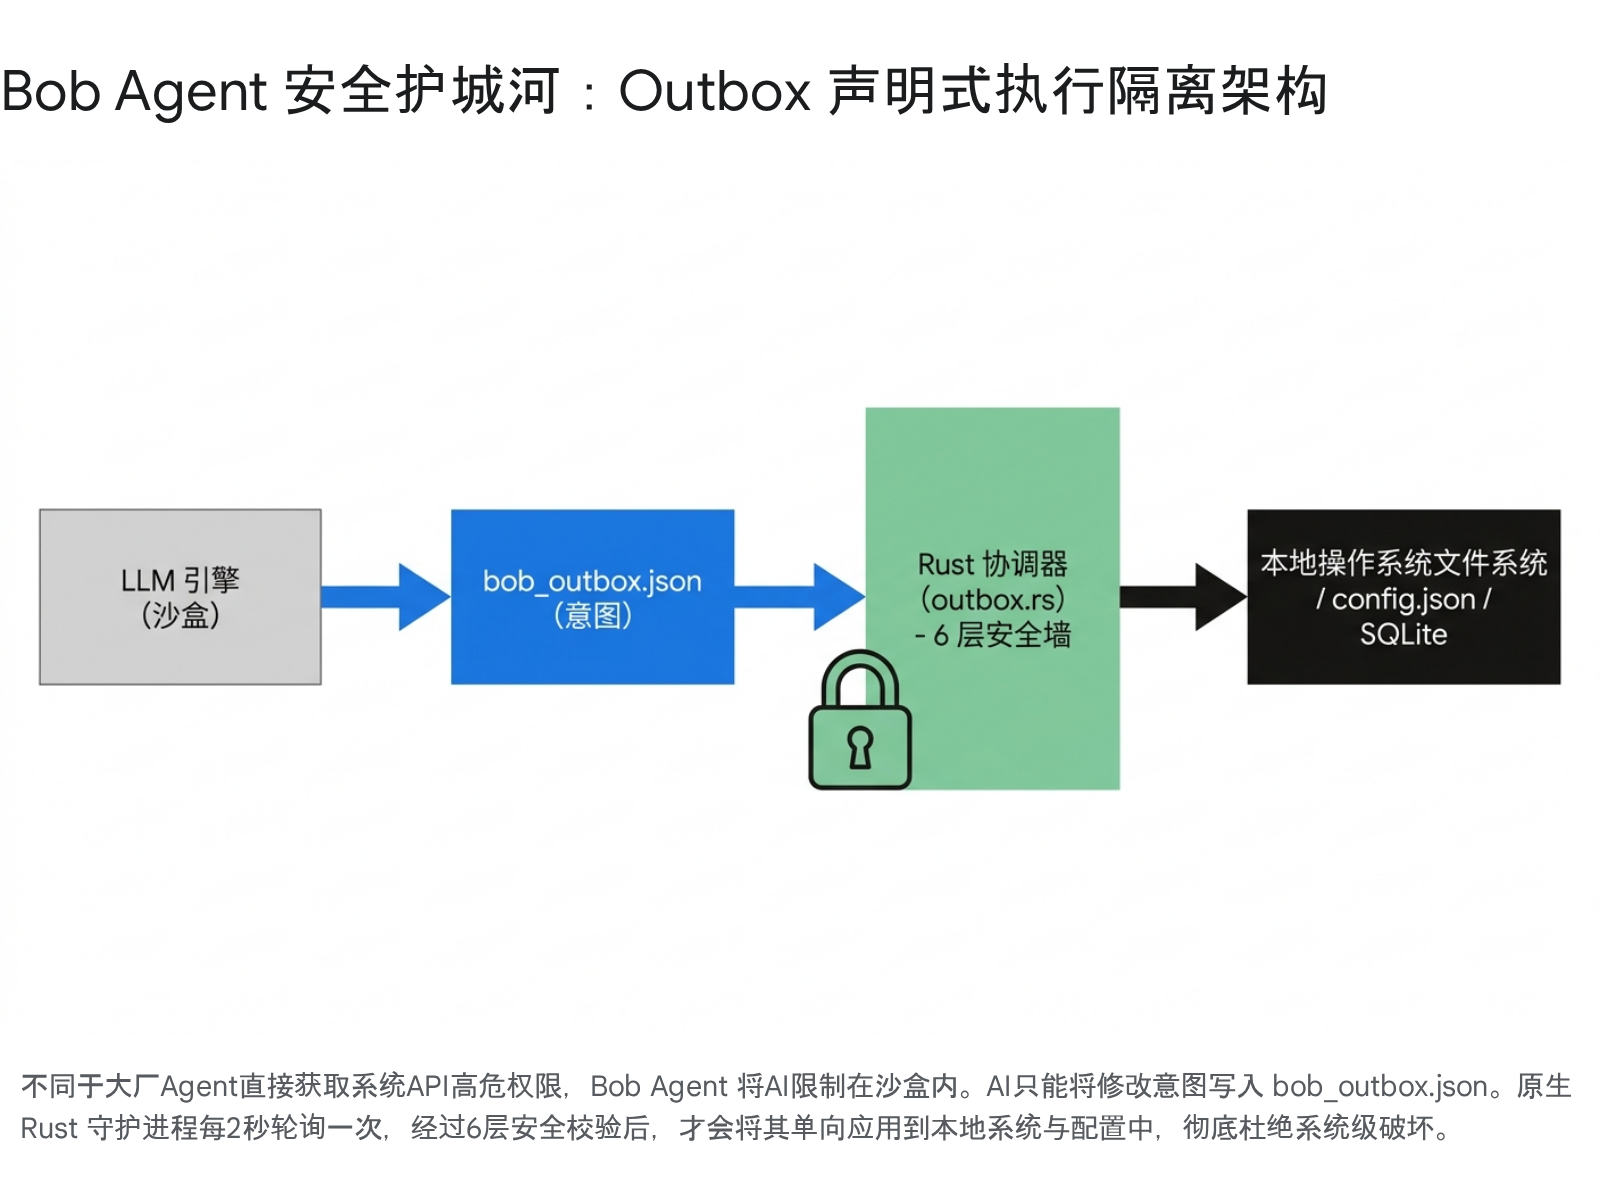 Bob Agent 安全护城河：Outbox 声明式执行隔离架构
LLM 引擎
（沙盒）
bob_outbox.json
（意图）
Rust 协调器
（outbox.rs）
- 6 层安全墙
本地操作系统文件系统
/ config.json /
SQLite
不同于大厂Agent直接获取系统API高危权限，Bob Agent 将AI限制在沙盒内。AI只能将修改意图写入 bob_outbox.json。原生
Rust 守护进程每2秒轮询一次，经过6层安全校验后，才会将其单向应用到本地系统与配置中，彻底杜绝系统级破坏。